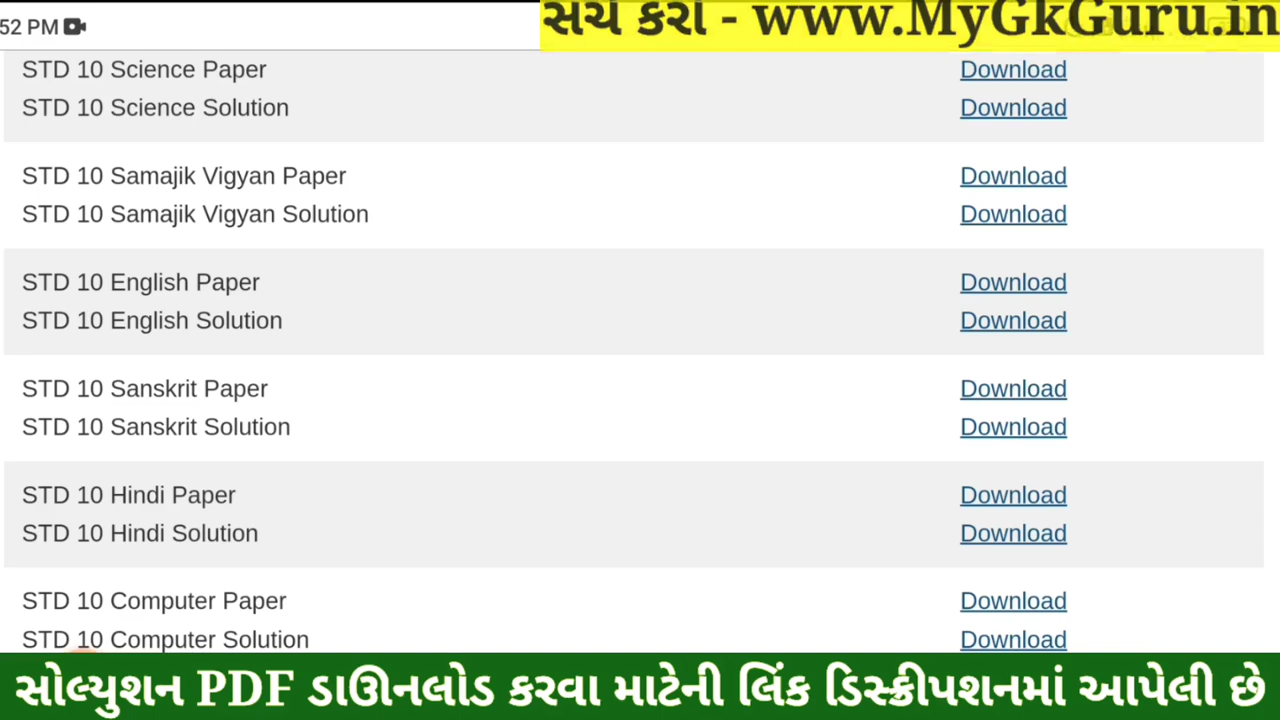 52 PM
સર્ચ કરો - www.MyGkGuru.in
STD 10 Science Paper Download
STD 10 Science Solution Download
STD 10 Samajik Vigyan Paper Download
STD 10 Samajik Vigyan Solution Download
STD 10 English Paper Download
STD 10 English Solution Download
STD 10 Sanskrit Paper Download
STD 10 Sanskrit Solution Download
STD 10 Hindi Paper Download
STD 10 Hindi Solution Download
STD 10 Computer Paper Download
STD 10 Computer Solution Download
સોલ્યુશન PDF ડાઊનલોડ કરવા માટેની લિંક ડિસ્ક્રીપશનમાં આપેલી છે